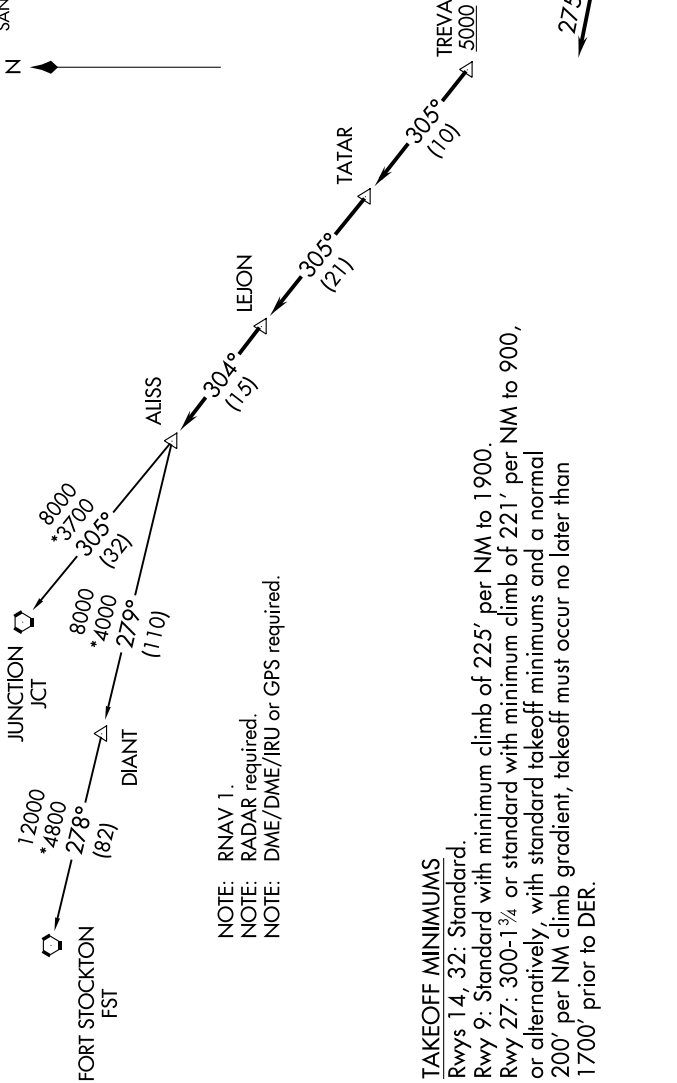 SAN
N
TREVA
5000
275
305°
(10)
TATAR
305°
(21)
LEJON
304°
(15)
ALISS
8000
*3700
305°
(32)
JUNCTION
JCT
8000
*4000
279°
(110)
DIANT
12000
*4800
278°
(82)
FORT STOCKTON
FST
NOTE: RNAV 1.
NOTE: RADAR required.
NOTE: DME/DME/IRU or GPS required.
TAKEOFF MINIMUMS
Rwys 14, 32: Standard.
Rwy 9: Standard with minimum climb of 225' per NM to 1900.
Rwy 27: 300-1¾ or standard with minimum climb of 221' per NM to 900,
or alternatively, with standard takeoff minimums and a normal
200' per NM climb gradient, takeoff must occur no later than
1700' prior to DER.